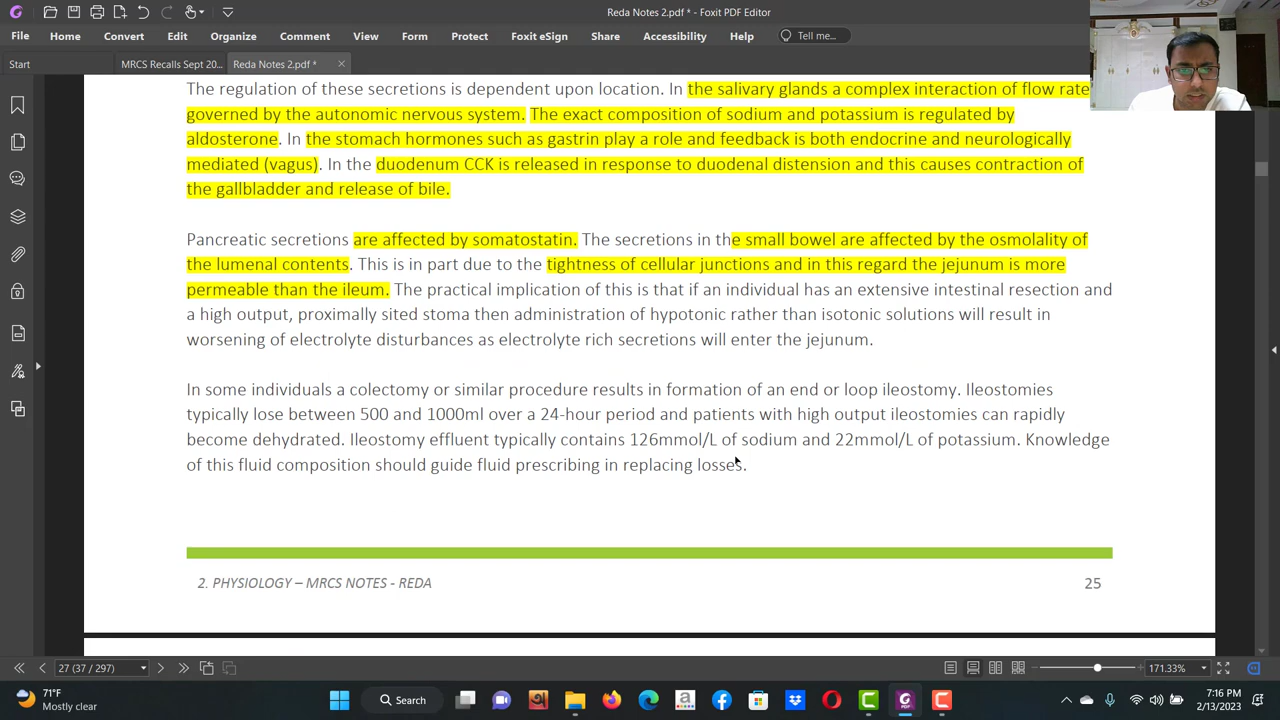 Reda Notes 2.pdf * - Foxit PDF Editor
File Home Convert Edit Organize Comment View Form Protect Foxit eSign Share Accessibility Help Tell me...
Start MRCS Recalls Sept 20... Reda Notes 2.pdf *
The regulation of these secretions is dependent upon location. In the salivary glands a complex interaction of flow rate
governed by the autonomic nervous system. The exact composition of sodium and potassium is regulated by
aldosterone. In the stomach hormones such as gastrin play a role and feedback is both endocrine and neurologically
mediated (vagus). In the duodenum CCK is released in response to duodenal distension and this causes contraction of
the gallbladder and release of bile.
Pancreatic secretions are affected by somatostatin. The secretions in the small bowel are affected by the osmolality of
the lumenal contents. This is in part due to the tightness of cellular junctions and in this regard the jejunum is more
permeable than the ileum. The practical implication of this is that if an individual has an extensive intestinal resection and
a high output, proximally sited stoma then administration of hypotonic rather than isotonic solutions will result in
worsening of electrolyte disturbances as electrolyte rich secretions will enter the jejunum.
In some individuals a colectomy or similar procedure results in formation of an end or loop ileostomy. Ileostomies
typically lose between 500 and 1000ml over a 24-hour period and patients with high output ileostomies can rapidly
become dehydrated. Ileostomy effluent typically contains 126mmol/L of sodium and 22mmol/L of potassium. Knowledge
of this fluid composition should guide fluid prescribing in replacing losses.
2. PHYSIOLOGY – MRCS NOTES - REDA 25
27 (37 / 297) 171.33%
71°F
Mostly clear
Search
7:16 PM
2/13/2023